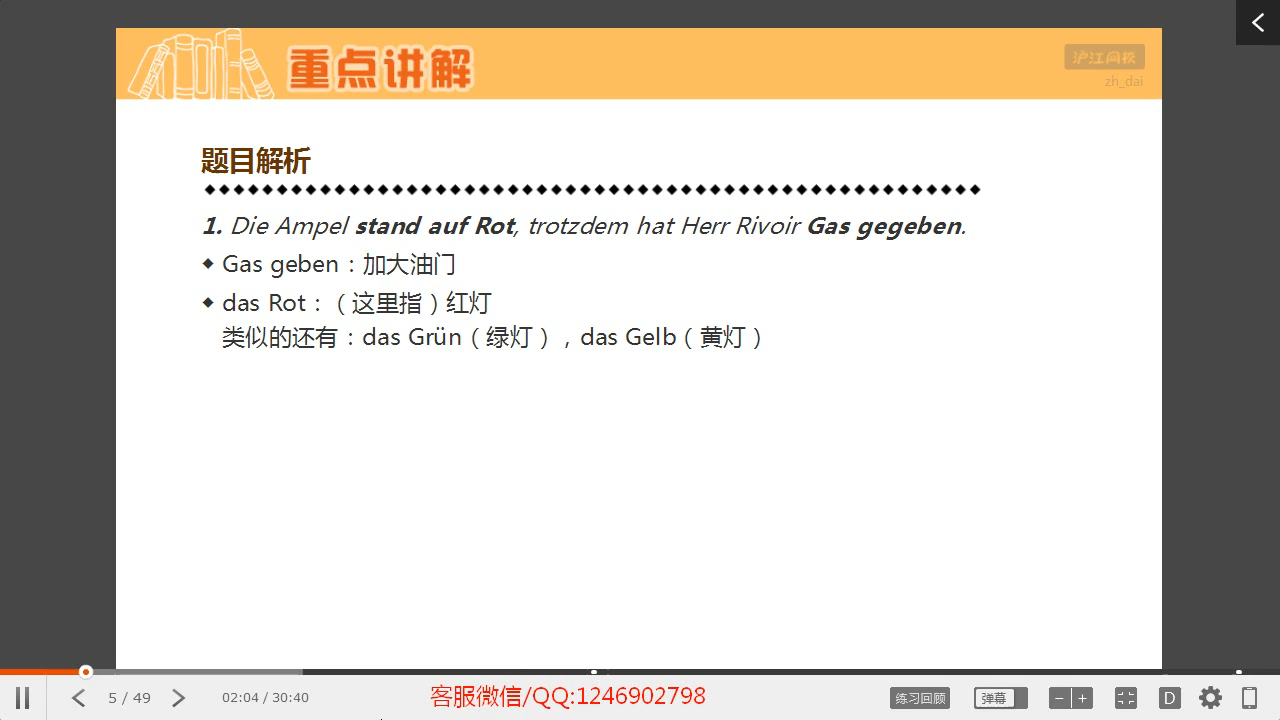 重点讲解
沪江网校
zh_dai
题目解析
1. Die Ampel stand auf Rot, trotzdem hat Herr Rivoir Gas gegeben.
Gas geben：加大油门
das Rot：（这里指）红灯
类似的还有：das Grün（绿灯），das Gelb（黄灯）
5 / 49
02:04 / 30:40
客服微信/QQ:1246902798
练习回顾
弹幕
D